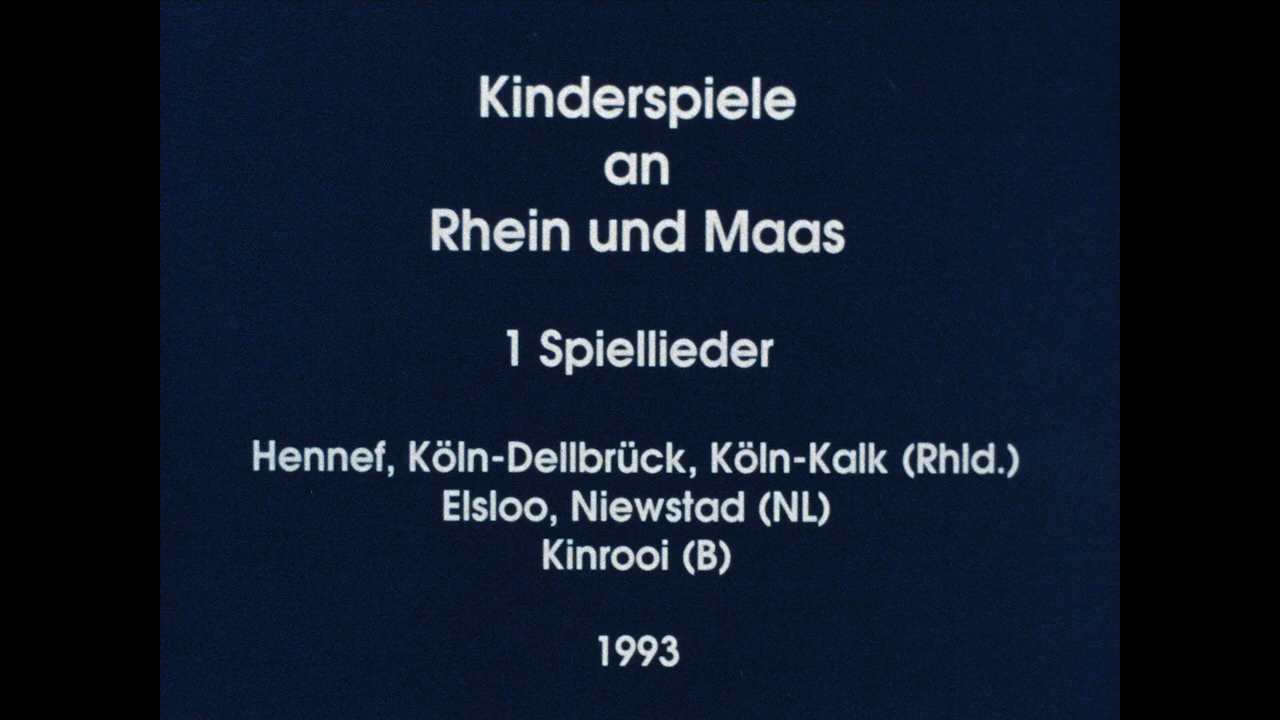 Kinderspiele
an
Rhein und Maas
1 Spiellieder
Hennef, Köln-Dellbrück, Köln-Kalk (Rhld.)
Elsloo, Niewstad (NL)
Kinrooi (B)
1993